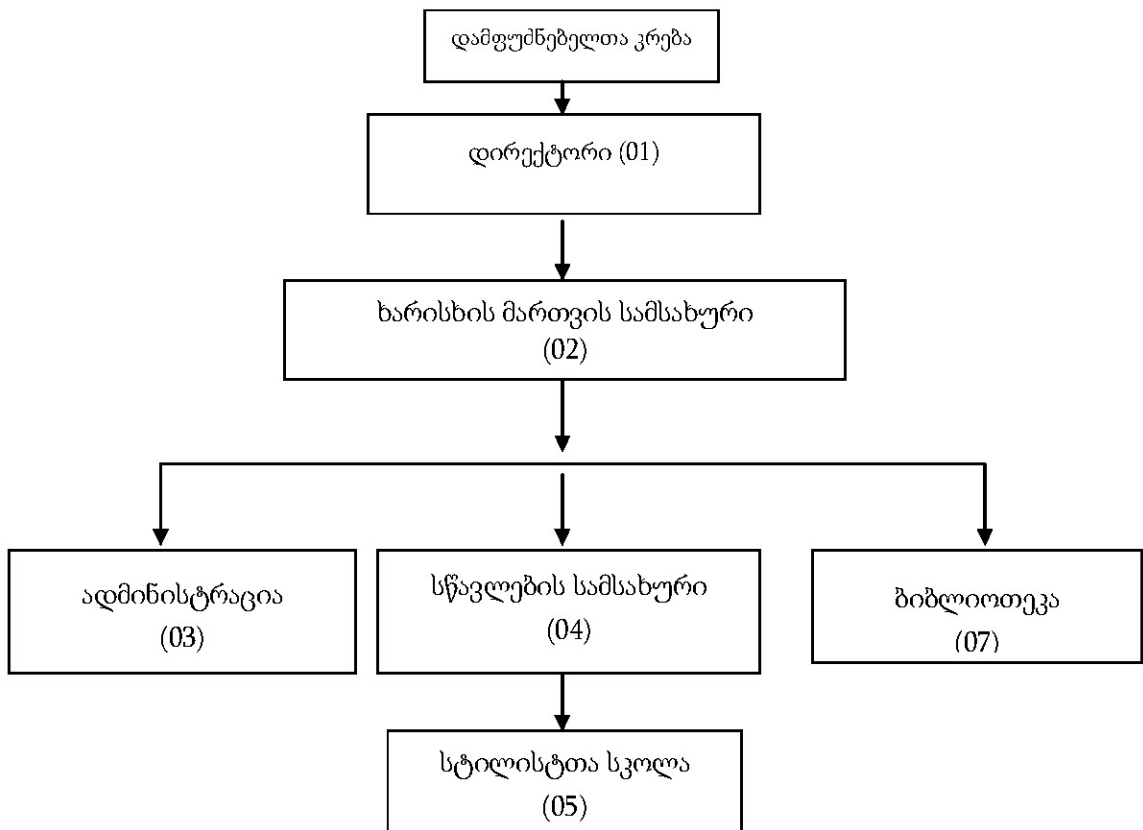 დამფუძნებელთა კრება
დირექტორი (01)
ხარისხის მართვის სამსახური
(02)
ადმინისტრაცია
(03)
სწავლების სამსახური
(04)
ბიბლიოთეკა
(07)
სტილისტთა სკოლა
(05)